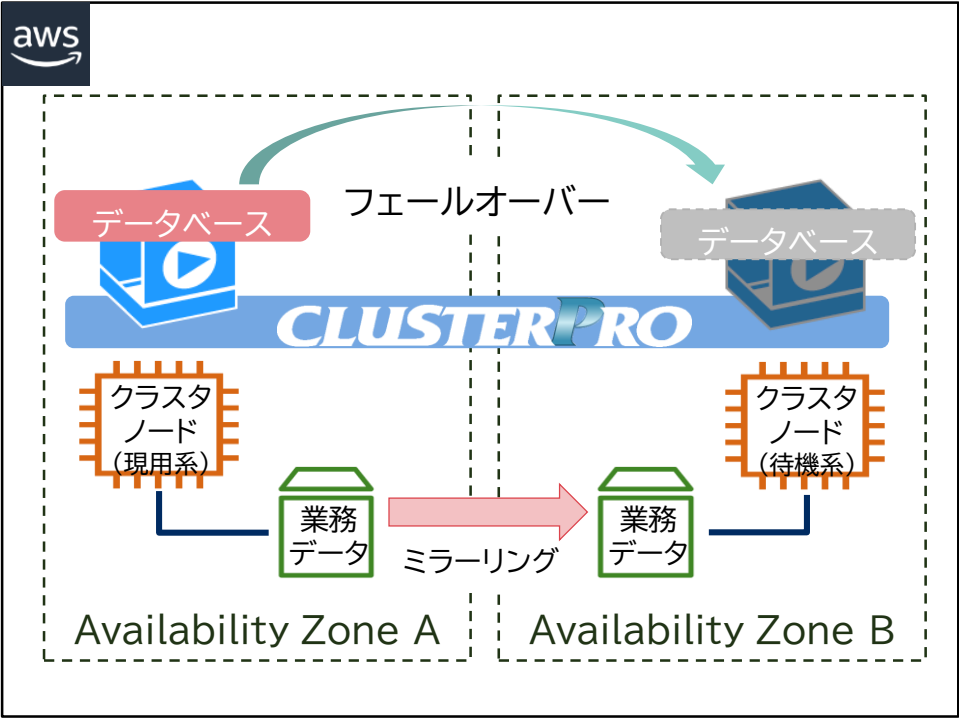 aws
フェールオーバー
データベース
データベース
CLUSTERPRO
クラスタ
ノード
(現用系)
クラスタ
ノード
(待機系)
業務
データ
ミラーリング
業務
データ
Availability Zone A
Availability Zone B